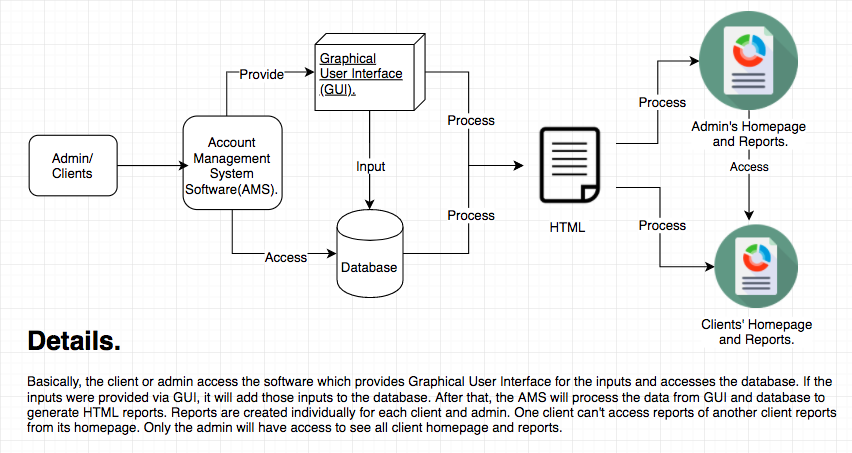 Provide
Graphical
User Interface
(GUI).
Admin/
Clients
Account
Management
System
Software(AMS).
Input
Access
Database
Process
Process
HTML
Process
Process
Admin's Homepage
and Reports.
Access
Clients' Homepage
and Reports.
Details.
Basically, the client or admin access the software which provides Graphical User Interface for the inputs and accesses the database. If the
inputs were provided via GUI, it will add those inputs to the database. After that, the AMS will process the data from GUI and database to
generate HTML reports. Reports are created individually for each client and admin. One client can't access reports of another client reports
from its homepage. Only the admin will have access to see all client homepage and reports.